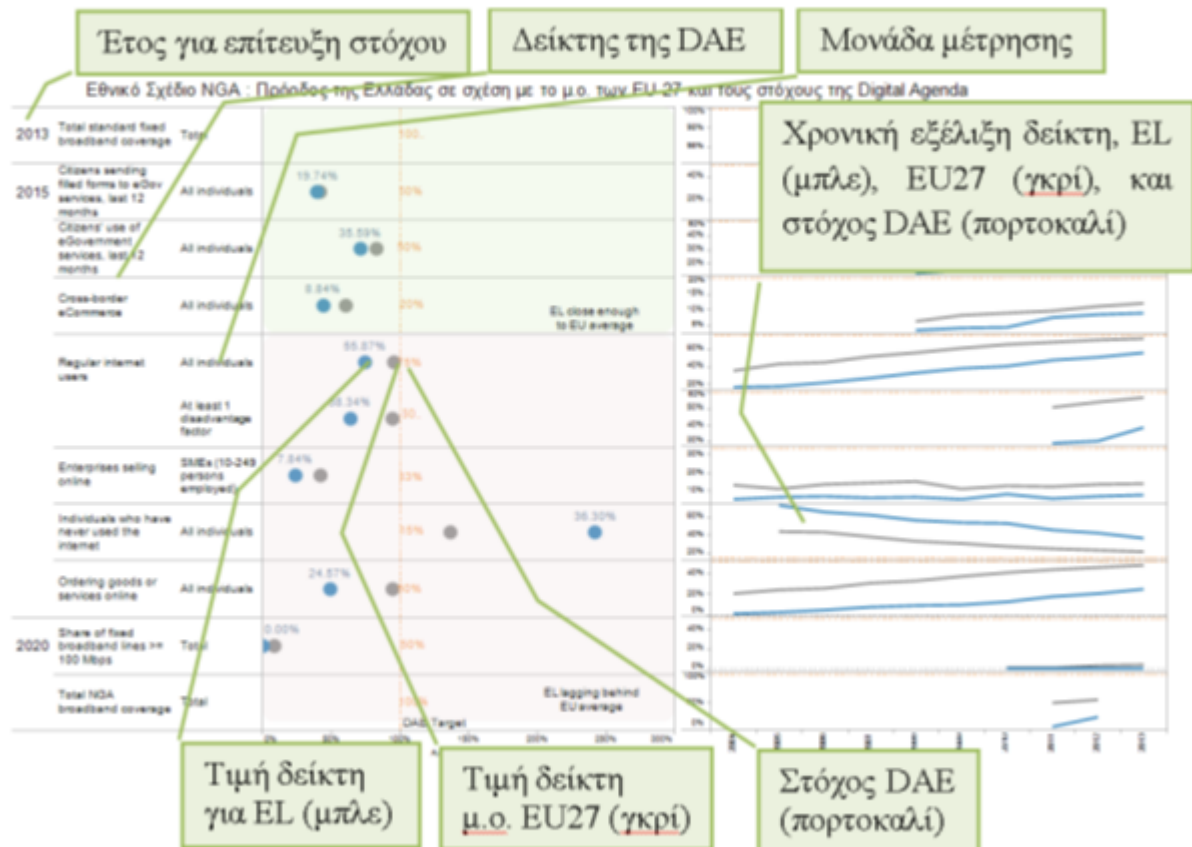 Έτος για επίτευξη στόχου
Δείκτης της DAE
Μονάδα μέτρησης
Εθνικό Σχέδιο NGA : Πρόοδος της Ελλάδας σε σχέση με το μ.ο. των EU-27 και τους στόχους της Digital Agenda
Χρονική εξέλιξη δείκτη, EL
(μπλε), EU27 (γκρί), και
στόχος DAE (πορτοκαλί)
2013
Total standard fixed
broadband coverage
Total
2015
Citizens sending
filled forms to eGov
services, last 12
months
All individuals
19.74%
Citizens' use of
eGovernment
services, last 12
months
All individuals
35.59%
50%
Cross-border
eCommerce
All individuals
8.84%
20%
EL close enough
to EU average
Regular internet
users
All individuals
55.87%
At least 1
disadvantage
factor
Enterprises selling
online
SMEs (10-249
persons
employed)
7.84%
33%
Individuals who have
never used the
internet
All individuals
36.30%
15%
Ordering goods or
services online
All individuals
24.57%
2020
Share of fixed
broadband lines >=
100 Mbps
Total
0.00%
50%
Total NGA
broadband coverage
Total
100%
EL lagging behind
EU average
DAE Target
100%
200%
300%
Τιμή δείκτη
για EL (μπλε)
Τιμή δείκτη
μ.ο. EU27 (γκρί)
Στόχος DAE
(πορτοκαλί)